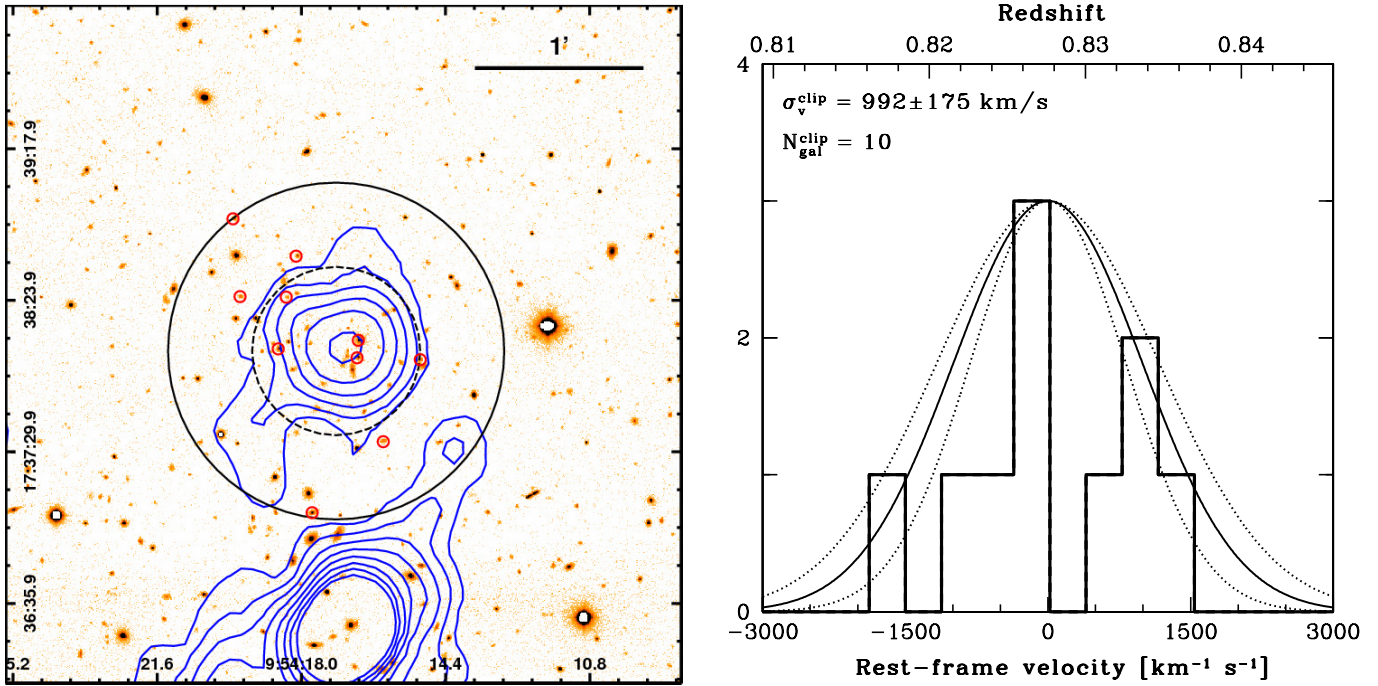 1’
39:17.9
38:23.9
17:37:29.9
36:35.9
5.2 21.6 9:54:18.0 14.4 10.8
Redshift
0.81 0.82 0.83 0.84
4
2
0
σ_v^clip = 992±175 km/s
N_gal^clip = 10
−3000 −1500 0 1500 3000
Rest−frame velocity [km⁻¹ s⁻¹]